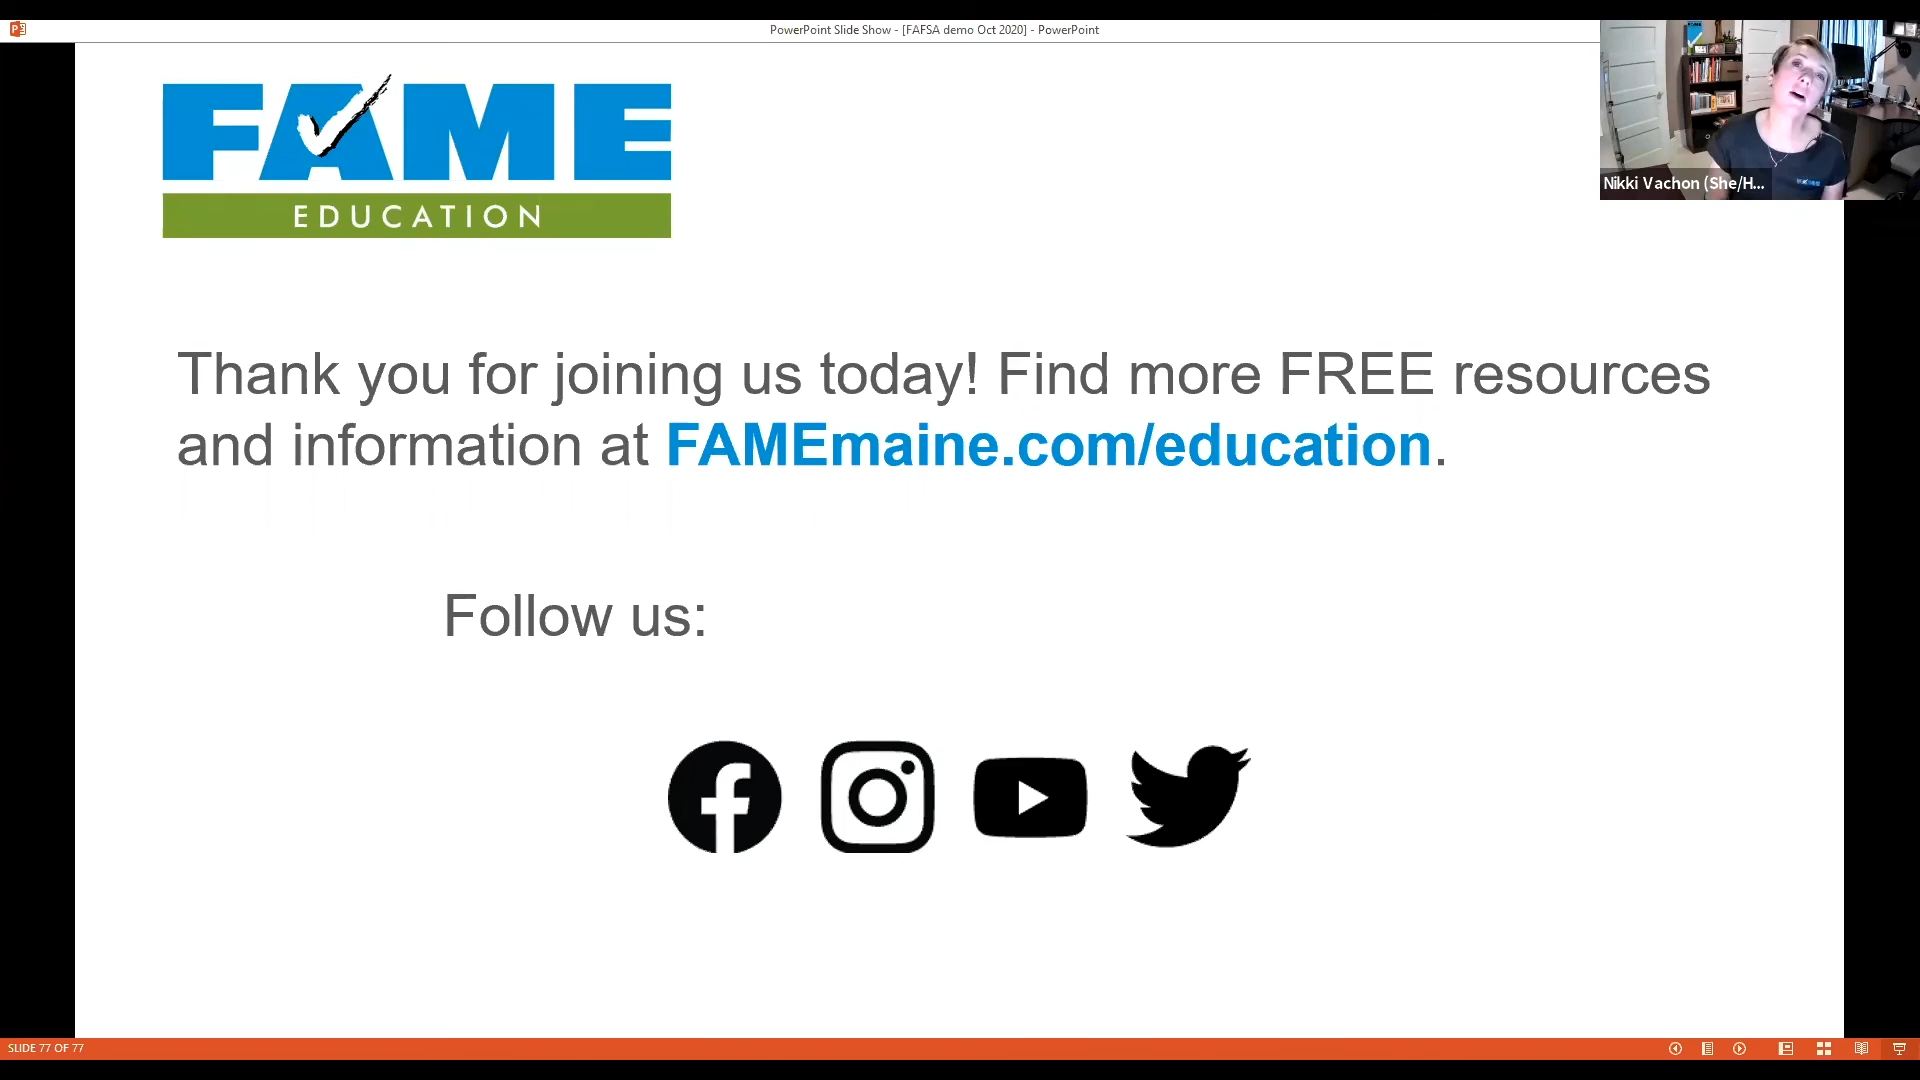 PowerPoint Slide Show - [FAFSA demo Oct 2020] - PowerPoint
FAME
EDUCATION
Nikki Vachon (She/H...
Thank you for joining us today! Find more FREE resources
and information at FAMEmaine.com/education.
Follow us:
SLIDE 77 OF 77